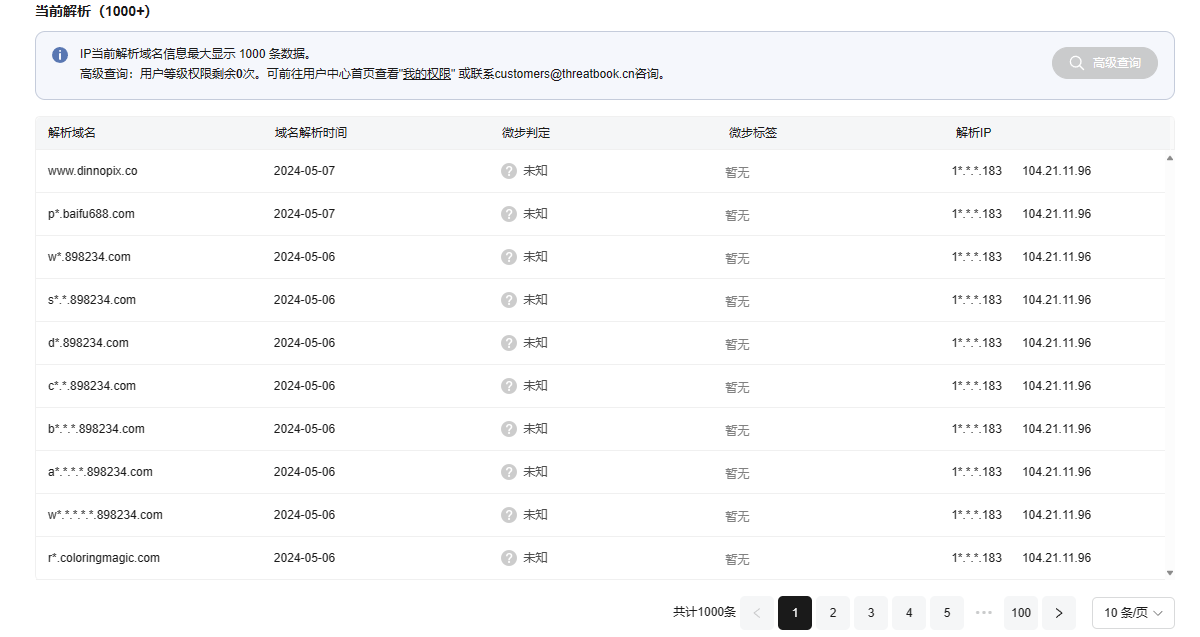 当前解析（1000+）
IP当前解析域名信息最大显示 1000 条数据。
高级查询：用户等级权限剩余0次。可前往用户中心首页查看"我的权限" 或联系customers@threatbook.cn咨询。
高级查询
解析域名 域名解析时间 微步判定 微步标签 解析IP
www.dinnopix.co 2024-05-07 未知 暂无 1*.*.*.183 104.21.11.96
p*.baifu688.com 2024-05-07 未知 暂无 1*.*.*.183 104.21.11.96
w*.898234.com 2024-05-06 未知 暂无 1*.*.*.183 104.21.11.96
s*.*.898234.com 2024-05-06 未知 暂无 1*.*.*.183 104.21.11.96
d*.898234.com 2024-05-06 未知 暂无 1*.*.*.183 104.21.11.96
c*.*.898234.com 2024-05-06 未知 暂无 1*.*.*.183 104.21.11.96
b*.*.*.898234.com 2024-05-06 未知 暂无 1*.*.*.183 104.21.11.96
a*.*.*.*.898234.com 2024-05-06 未知 暂无 1*.*.*.183 104.21.11.96
w*.*.*.*.*.898234.com 2024-05-06 未知 暂无 1*.*.*.183 104.21.11.96
r*.coloringmagic.com 2024-05-06 未知 暂无 1*.*.*.183 104.21.11.96
共计1000条 < 1 2 3 4 5 ••• 100 > 10 条/页